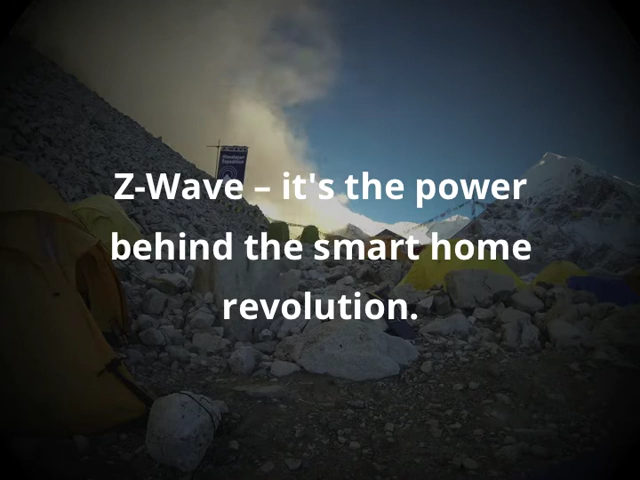 Z-Wave – it's the power
behind the smart home
revolution.